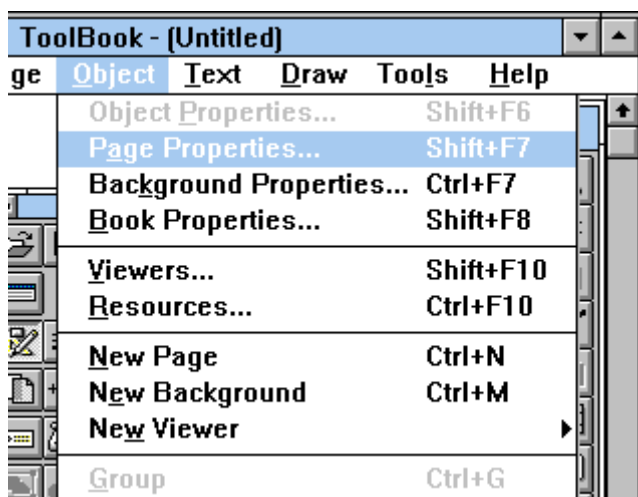 ToolBook - (Untitled)
ge Object Text Draw Tools Help
Object Properties... Shift+F6
Page Properties... Shift+F7
Background Properties... Ctrl+F7
Book Properties... Shift+F8
Viewers... Shift+F10
Resources... Ctrl+F10
New Page Ctrl+N
New Background Ctrl+M
New Viewer
Group Ctrl+G